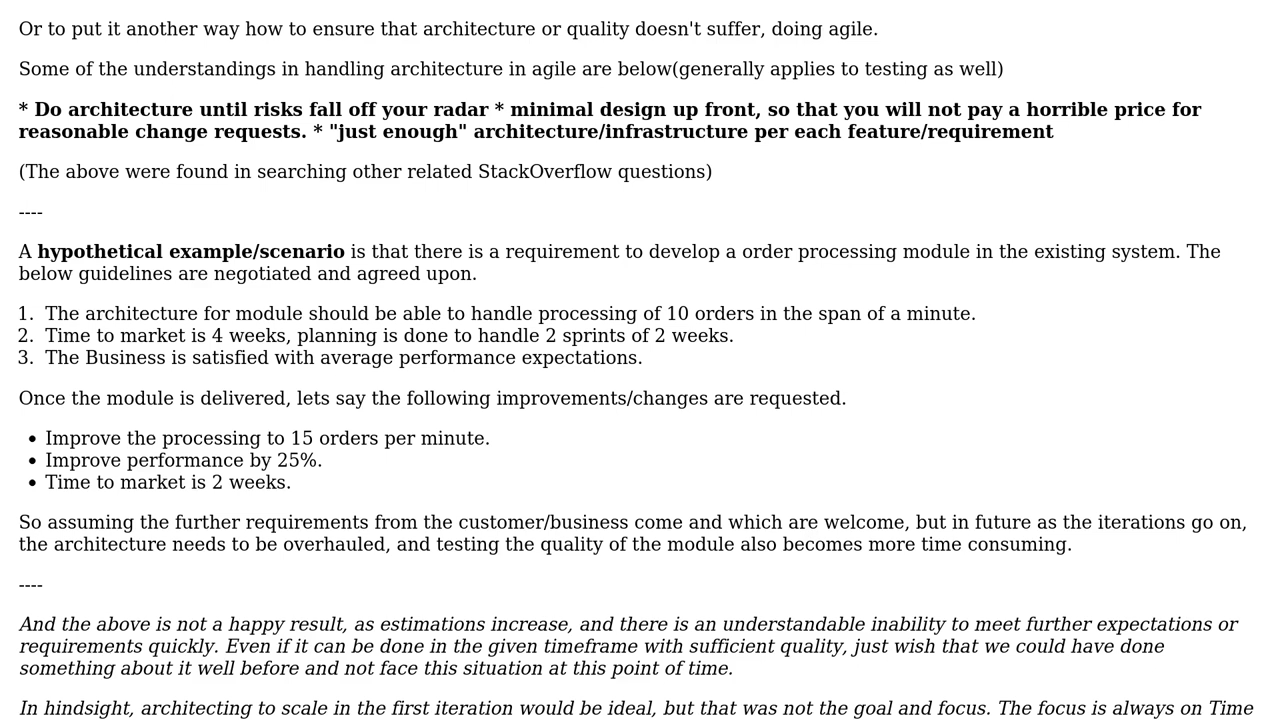 Or to put it another way how to ensure that architecture or quality doesn't suffer, doing agile.
Some of the understandings in handling architecture in agile are below(generally applies to testing as well)
* Do architecture until risks fall off your radar * minimal design up front, so that you will not pay a horrible price for
reasonable change requests. * "just enough" architecture/infrastructure per each feature/requirement
(The above were found in searching other related StackOverflow questions)
----
A hypothetical example/scenario is that there is a requirement to develop a order processing module in the existing system. The
below guidelines are negotiated and agreed upon.
1. The architecture for module should be able to handle processing of 10 orders in the span of a minute.
2. Time to market is 4 weeks, planning is done to handle 2 sprints of 2 weeks.
3. The Business is satisfied with average performance expectations.
Once the module is delivered, lets say the following improvements/changes are requested.
• Improve the processing to 15 orders per minute.
• Improve performance by 25%.
• Time to market is 2 weeks.
So assuming the further requirements from the customer/business come and which are welcome, but in future as the iterations go on,
the architecture needs to be overhauled, and testing the quality of the module also becomes more time consuming.
----
And the above is not a happy result, as estimations increase, and there is an understandable inability to meet further expectations or
requirements quickly. Even if it can be done in the given timeframe with sufficient quality, just wish that we could have done
something about it well before and not face this situation at this point of time.
In hindsight, architecting to scale in the first iteration would be ideal, but that was not the goal and focus. The focus is always on Time